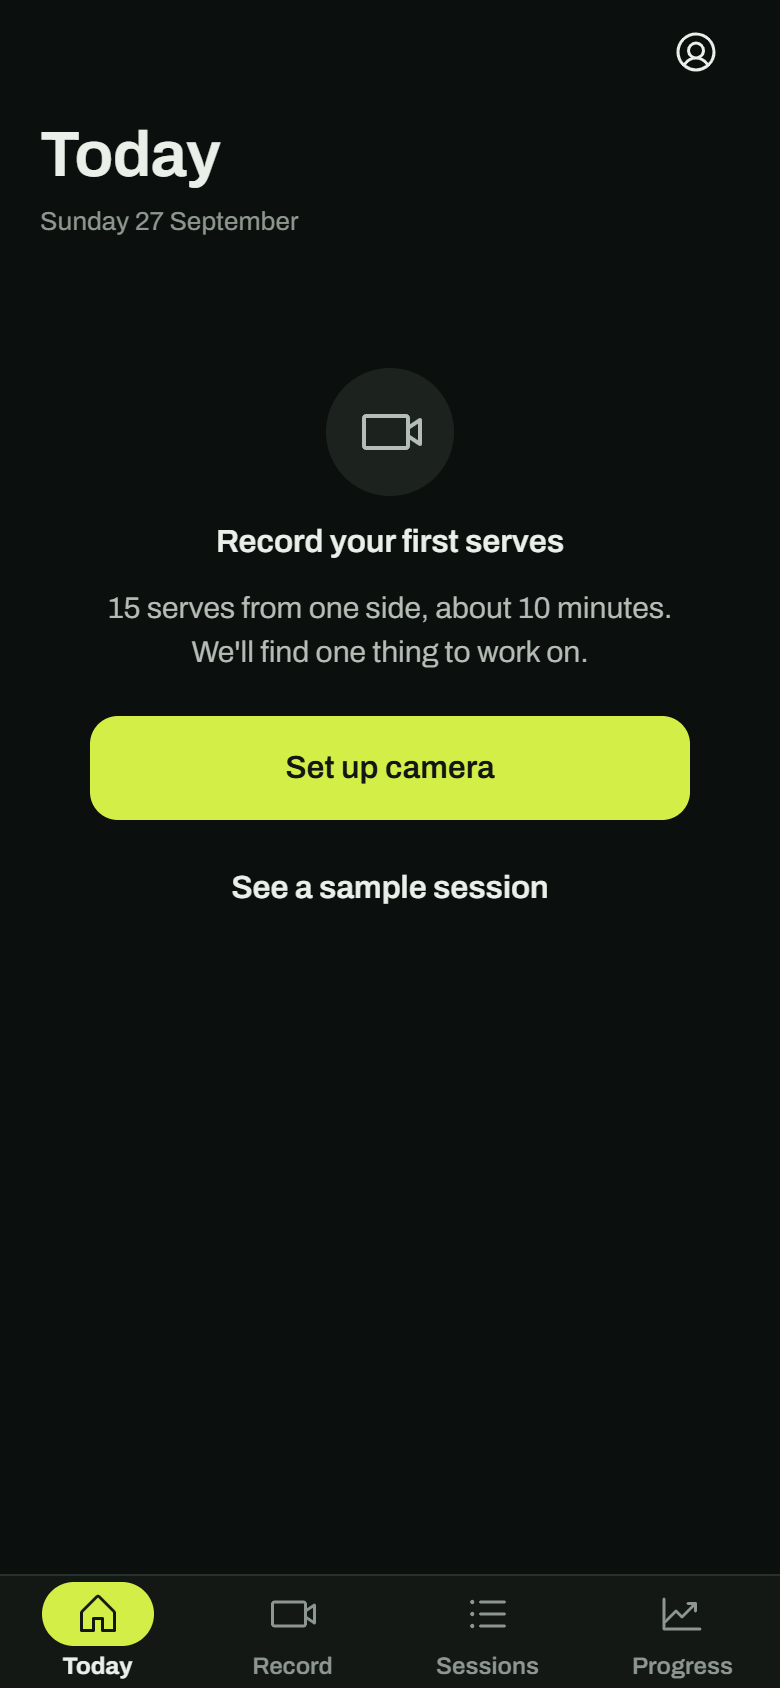 Today
Sunday 27 September
Record your first serves
15 serves from one side, about 10 minutes.
We'll find one thing to work on.
Set up camera
See a sample session
Today
Record
Sessions
Progress